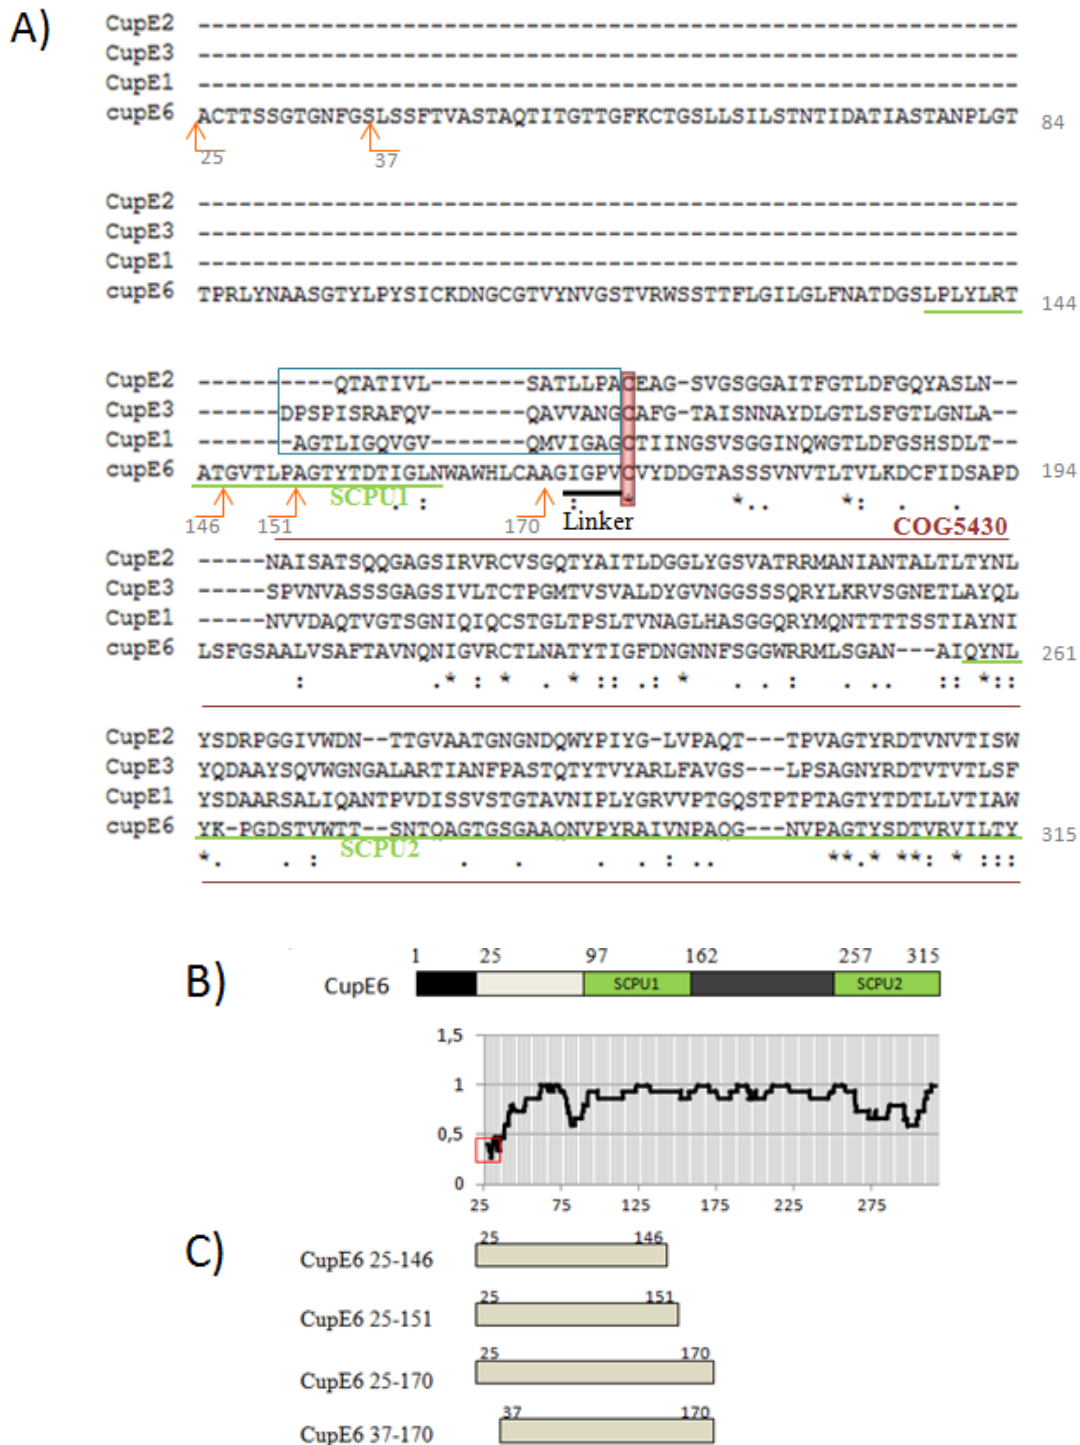 A)
CupE2 ------------------------------------------------------------
CupE3 ------------------------------------------------------------
CupE1 ------------------------------------------------------------
cupE6 ACTTSSGTGNFGSLSSFTVASTAQTITGTTGFKCTGSLLSILSTNTIDATIASTANPLGT 84
25 37
CupE2 ------------------------------------------------------------
CupE3 ------------------------------------------------------------
CupE1 ------------------------------------------------------------
cupE6 TPRLYNAASGTYLPYSICKDNGCGTVYNVGSTVRWSSTTFLGILGLFNATDGSLPLYLRT 144
CupE2 ----------QTATIVL-------SATLLPACEAG-SVGSGGAITFGTLDFGQYASLN--
CupE3 ------DPSPISRAFQV-------QAVVANGCAFG-TAISNNAYDLGTLSFGTLGNLA--
CupE1 -------AGTLIGQVGV-------QMVIGAGCTIINGSVSGGINQWGTLDFGSHSDLT--
cupE6 ATGVTLPAGTYTDTIGLNWAWHLCAAGIGPVCVYDDGTASSSVNVTLTVLKDCFIDSAPD 194
SCPU1 . : : * *.. *: . .
146 151 170 Linker
COG5430
CupE2 -----NAISATSQQGAGSIRVRCVSGQTYAITLDGGLYGSVATRRMANIANTALTLTYNL
CupE3 -----SPVNVASSSGAGSIVLTCTPGMTVSVALDYGVNGGSSSQRYLKRVSGNETLAYQL
CupE1 -----NVVDAQTVGTSGNIQIQCSTGLTPSLTVNAGLHASGGQRYMQNTTTTSSTIAYNI
cupE6 LSFGSAALVSAFTAVNQNIGVRCTLNATYTIGFDNGNNFSGGWRRMLSGAN---AIQYNL 261
: .* : * . * :: .: * . . : . .. :: *::
CupE2 YSDRPGGIVWDN--TTGVAATGNGNDQWYPIYG-LVPAQT---TPVAGTYRDTVNVTISW
CupE3 YQDAAYSQVWGNGALARTIANFPASTQTYTVYARLFAVGS---LPSAGNYRDTVTVTLSF
CupE1 YSDAARSALIQANTPVDISSVSTGTAVNIPLYGRVVPTGQSTPTPTAGTYTDTLLVTIAW
cupE6 YK-PGDSTVWTT--SNTQAGTGSGAAQNVPYRAIVNPAQG---NVPAGTYSDTVRVILTY 315
SCPU2
*. . : . . : . . **.* **: * :::
B)
1 25 97 162 257 315
CupE6 SCPU1 SCPU2
1,5
1
0,5
0
25 75 125 175 225 275
C)
25 146
CupE6 25-146
25 151
CupE6 25-151
25 170
CupE6 25-170
37 170
CupE6 37-170